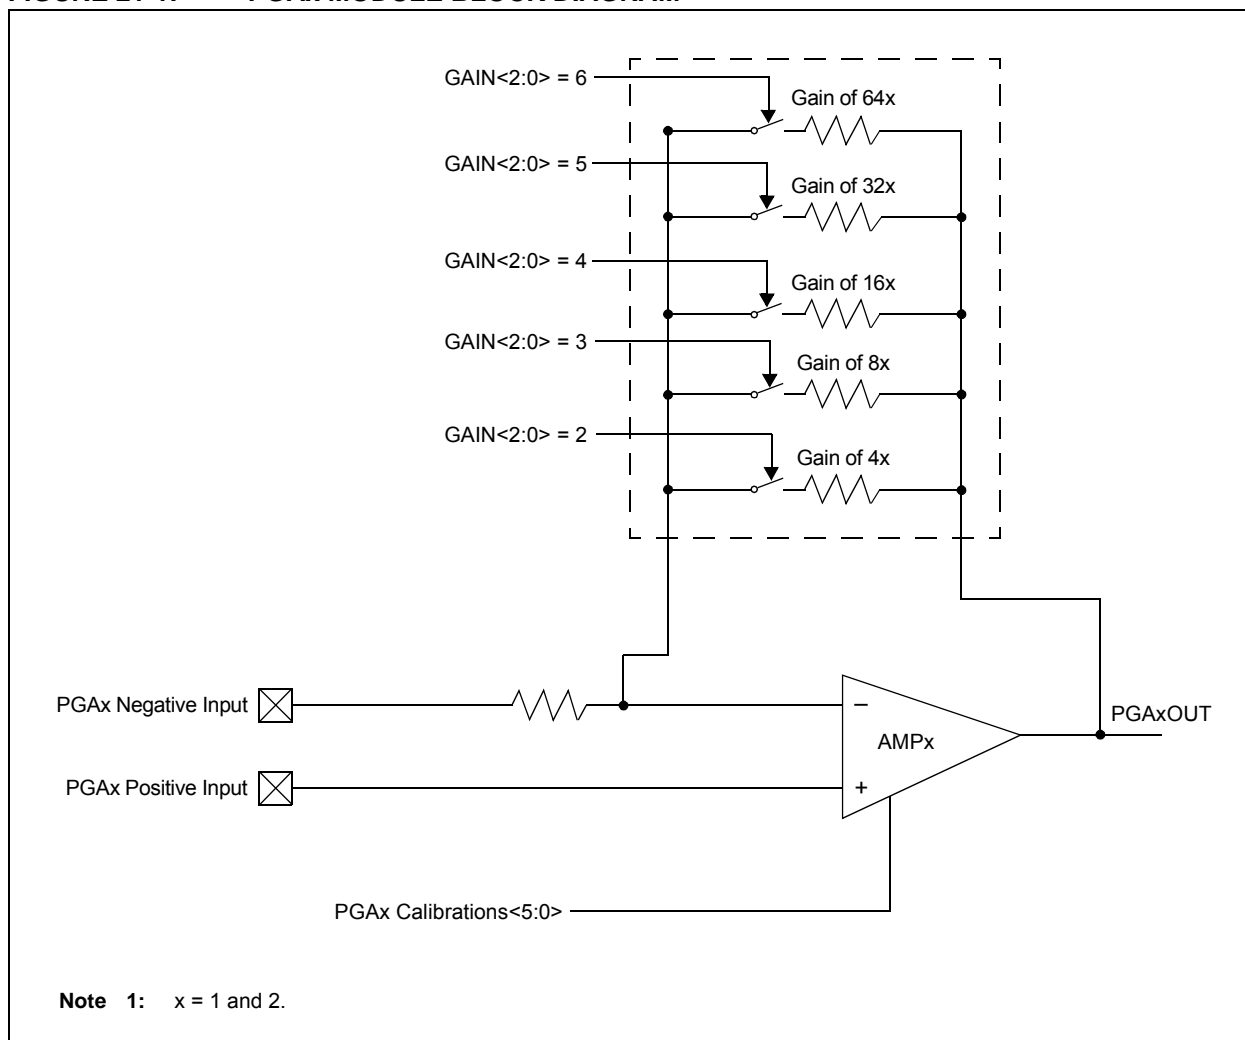 GAIN<2:0> = 6
Gain of 64x
GAIN<2:0> = 5
Gain of 32x
GAIN<2:0> = 4
Gain of 16x
GAIN<2:0> = 3
Gain of 8x
GAIN<2:0> = 2
Gain of 4x
PGAx Negative Input
–
PGAxOUT
AMPx
PGAx Positive Input
+
PGAx Calibrations<5:0>
Note 1: x = 1 and 2.